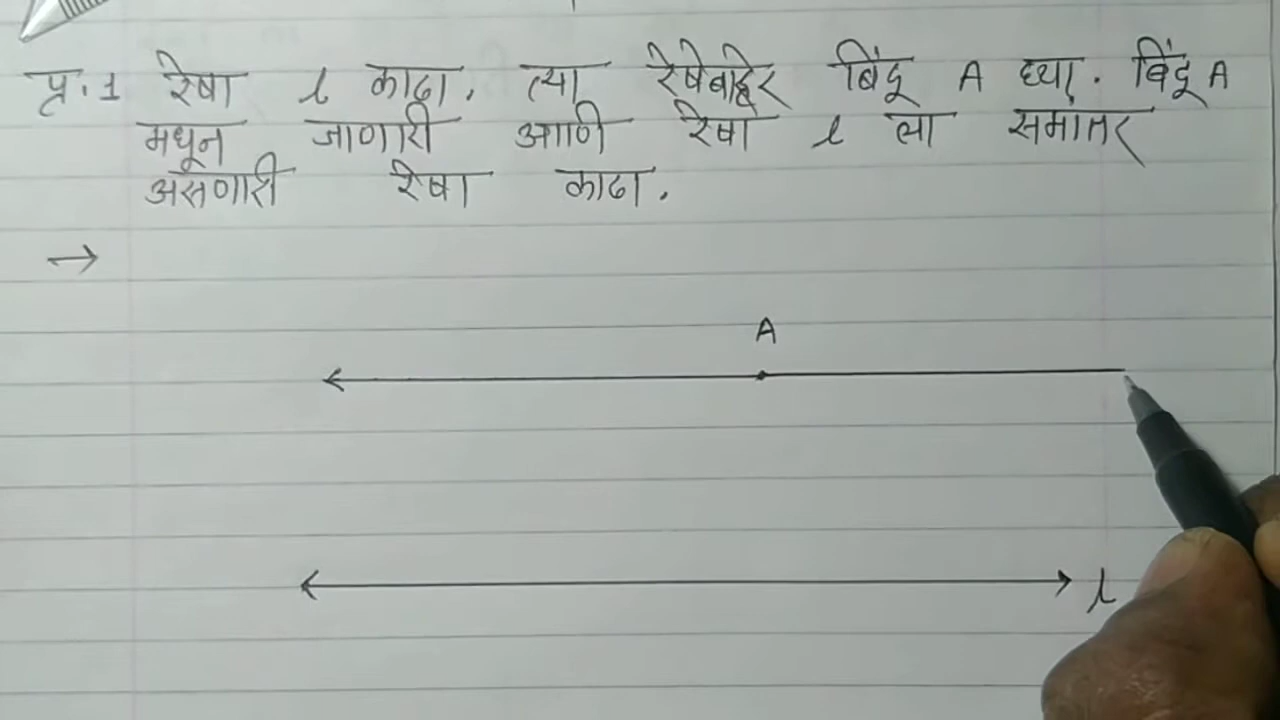 प्र.1 रेषा l काढा. त्या रेषेबाहेर बिंदू A घ्या. बिंदू A
मधून जाणारी आणि रेषा l ला समांतर
असणारी रेषा काढा.
→
A
l